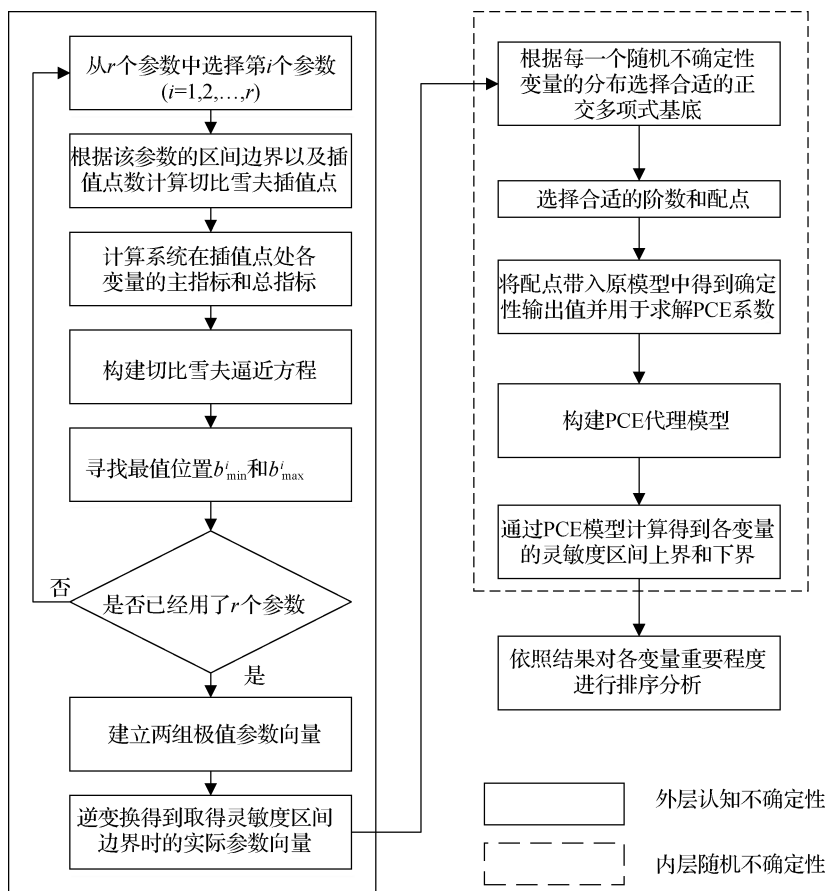 从r个参数中选择第i个参数
(i=1,2,…,r)
根据该参数的区间边界以及插
值点数计算切比雪夫插值点
计算系统在插值点处各
变量的主指标和总指标
构建切比雪夫逼近方程
寻找最值位置b^i_min和b^i_max
否
是否已经用了r个参数
是
建立两组极值参数向量
逆变换得到取得灵敏度区间
边界时的实际参数向量
根据每一个随机不确定性
变量的分布选择合适的正
交多项式基底
选择合适的阶数和配点
将配点带入原模型中得到确定
性输出值并用于求解PCE系数
构建PCE代理模型
通过PCE模型计算得到各变量
的灵敏度区间上界和下界
依照结果对各变量重要程度
进行排序分析
外层认知不确定性
内层随机不确定性